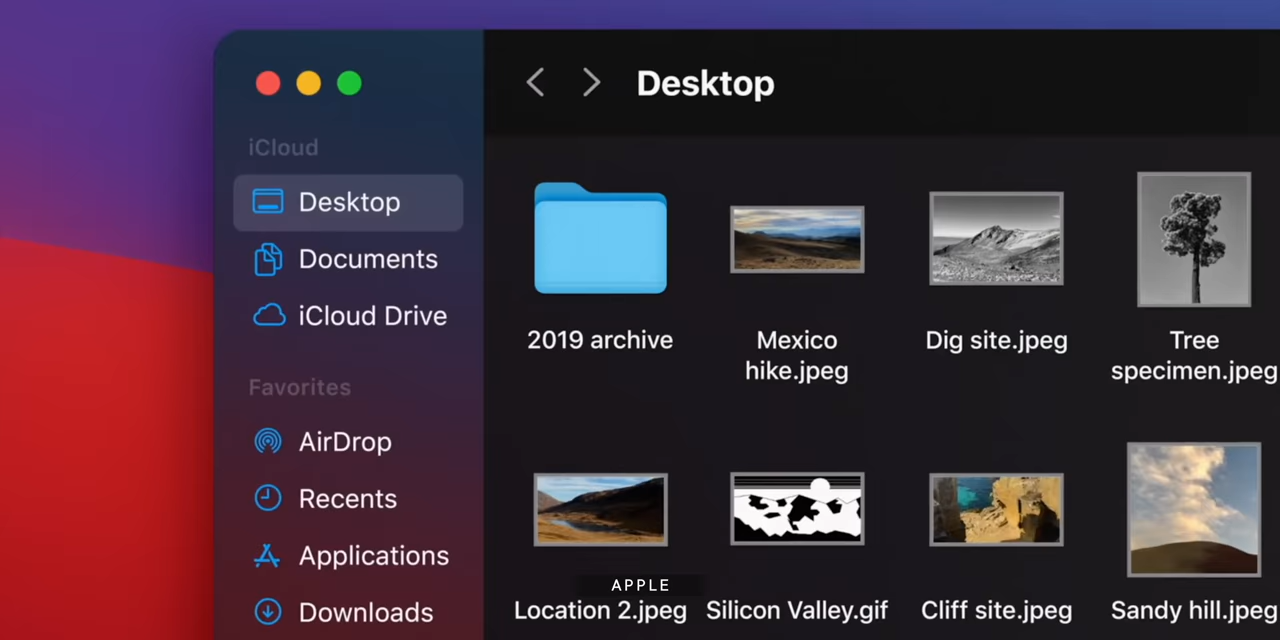 Desktop
iCloud
Desktop
Documents
iCloud Drive
Favorites
AirDrop
Recents
Applications
Downloads
2019 archive
Mexico
hike.jpeg
Dig site.jpeg
Tree
specimen.jpeg
APPLE
Location 2.jpeg
Silicon Valley.gif
Cliff site.jpeg
Sandy hill.jpeg